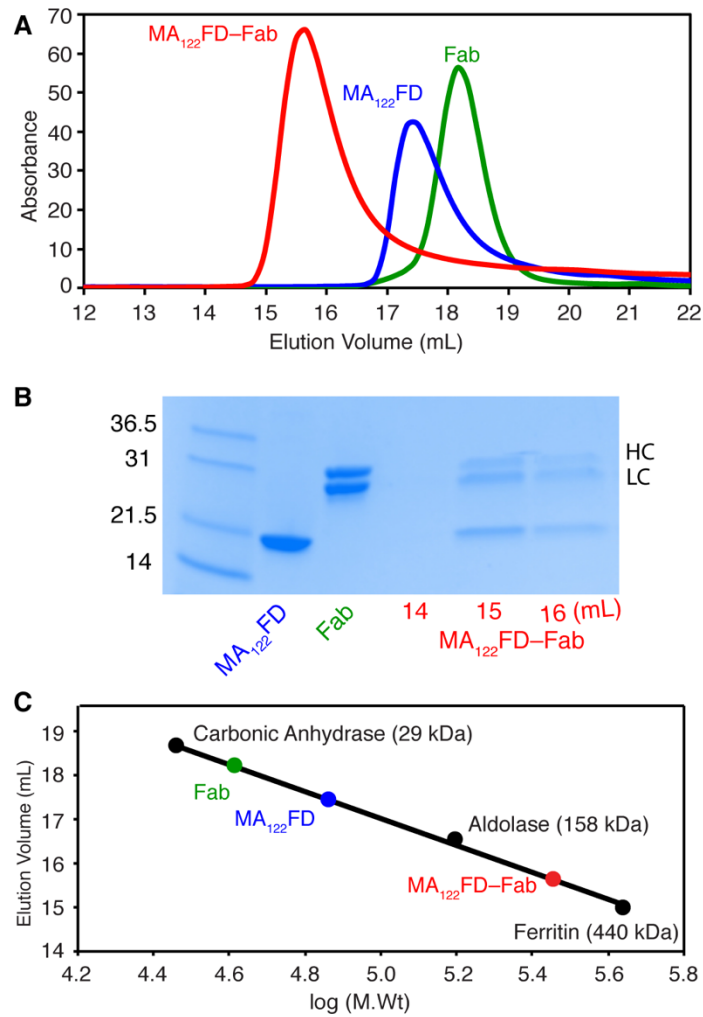 A
70
60
50
40
30
20
10
0
Absorbance
MA122FD–Fab
MA122FD
Fab
12 13 14 15 16 17 18 19 20 21 22
Elution Volume (mL)
B
36.5
31
21.5
14
HC
LC
MA122FD
Fab
14 15 16 (mL)
MA122FD–Fab
C
19
18
17
16
15
14
Elution Volume (mL)
Carbonic Anhydrase (29 kDa)
Fab
MA122FD
Aldolase (158 kDa)
MA122FD–Fab
Ferritin (440 kDa)
4.2 4.4 4.6 4.8 5.0 5.2 5.4 5.6 5.8
log (M.Wt)